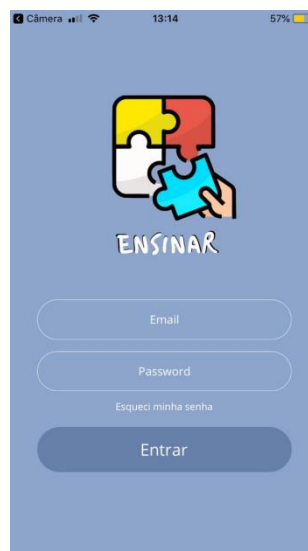 Câmera 13:14 57%
ENSINAR
Email
Password
Esqueci minha senha
Entrar